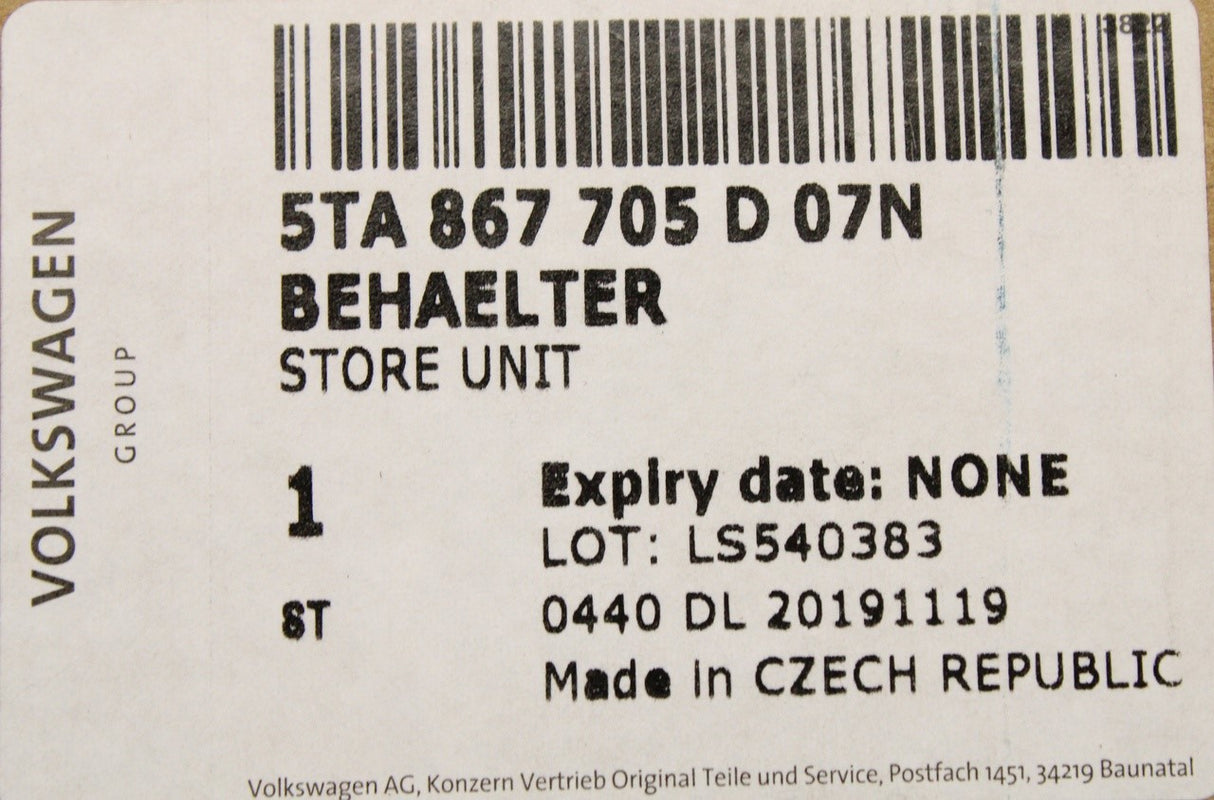 5TA 867 705 D 07N
BEHAELTER
STORE UNIT
1
Expiry date: NONE
LOT: LS540383
ST
0440 DL 20191119
Made in CZECH REPUBLIC
Volkswagen AG, Konzern Vertrieb Original Teile und Service, Postfach 1451, 34219 Baunatal
VOLKSWAGEN
GROUP